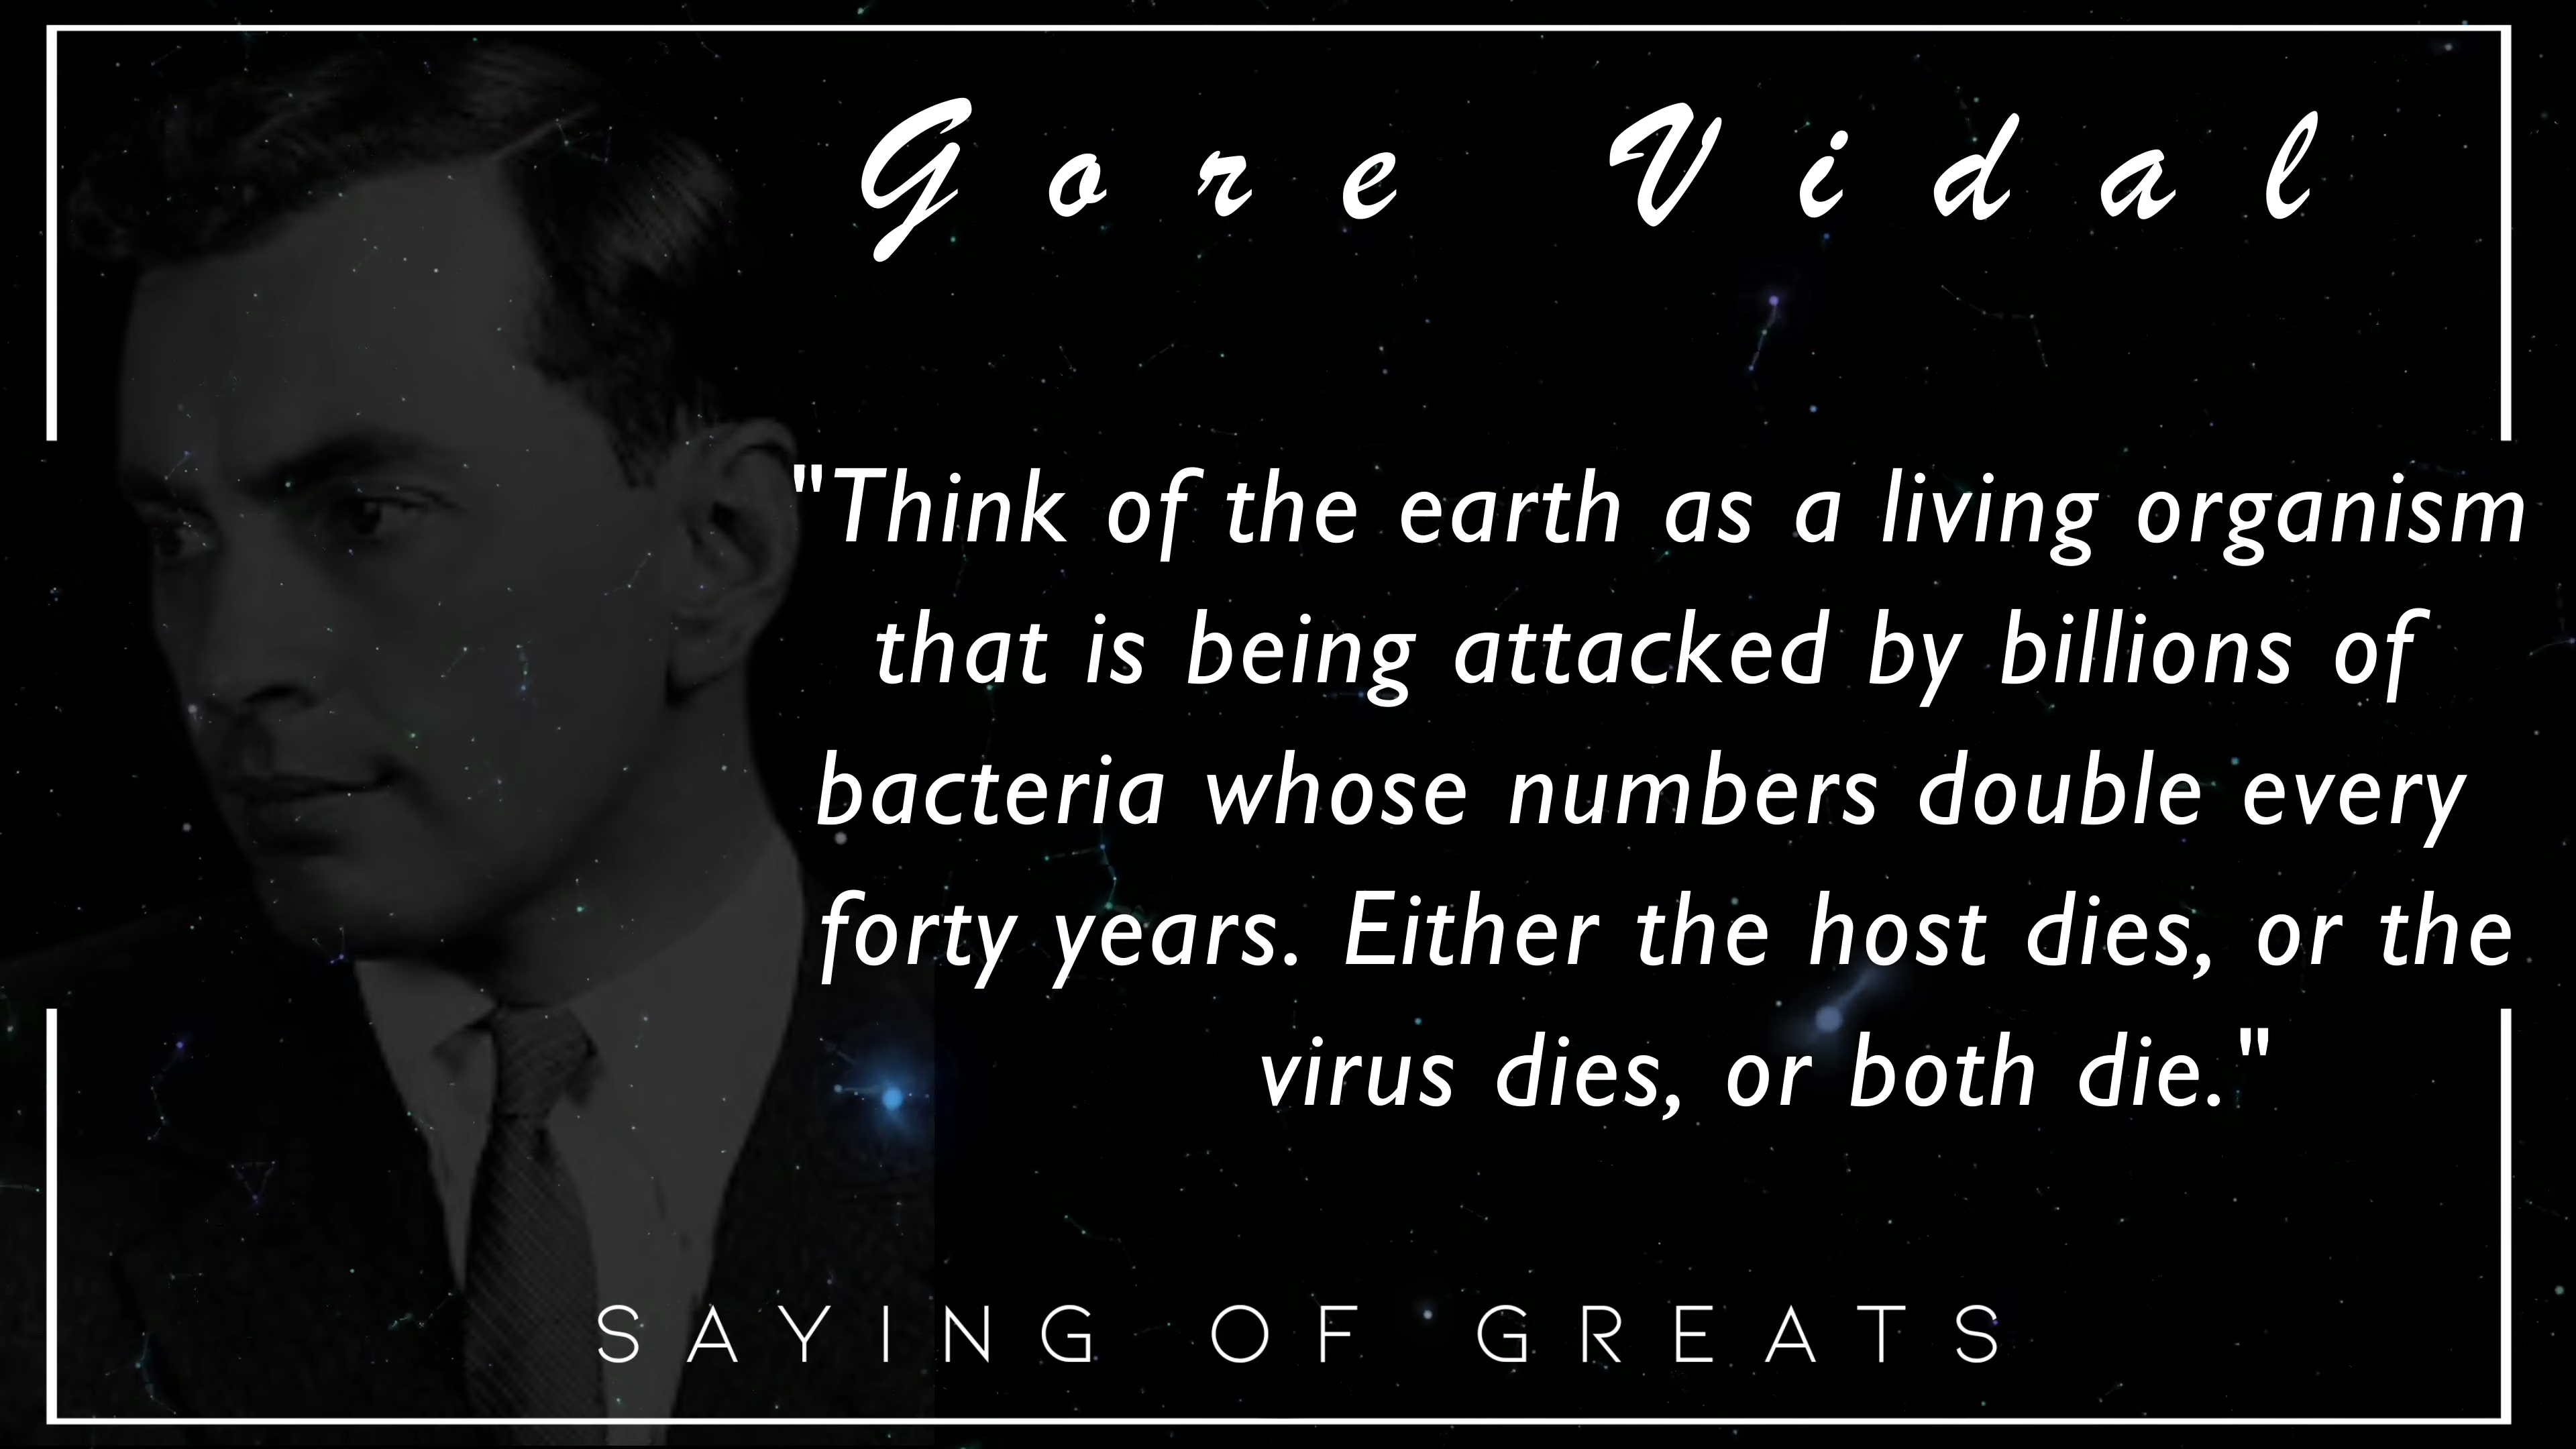 Gore Vidal
"Think of the earth as a living organism
that is being attacked by billions of
bacteria whose numbers double every
forty years. Either the host dies, or the
virus dies, or both die."
SAYING OF GREATS